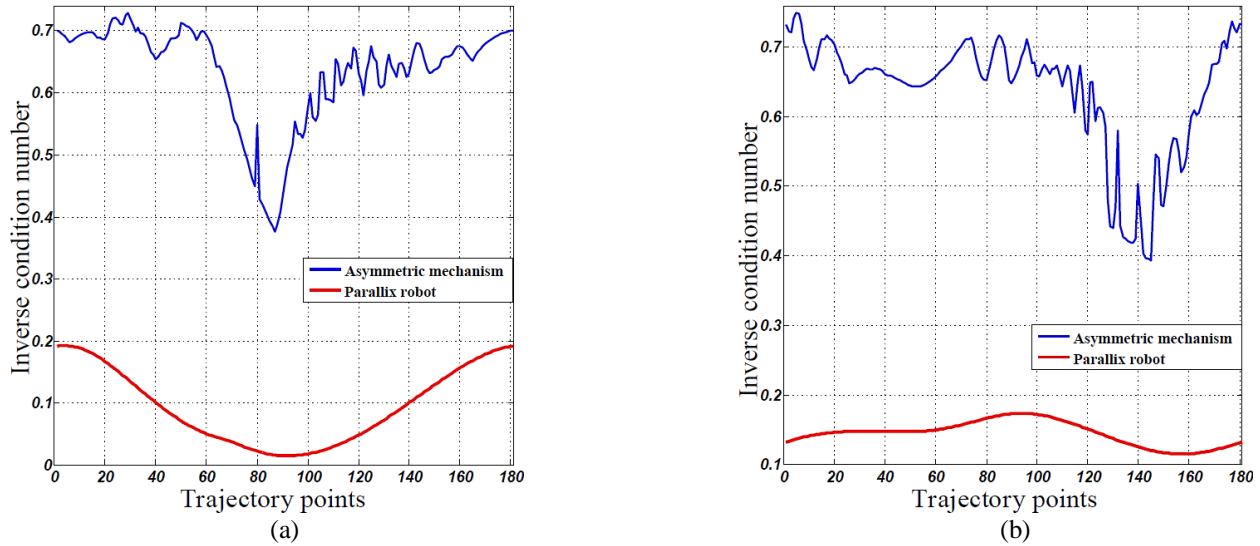 0.7
0.6
0.5
0.4
0.3
0.2
0.1
0
Inverse condition number
0 20 40 60 80 100 120 140 160 180
Trajectory points
Asymmetric mechanism
Parallix robot
(a)
0.7
0.6
0.5
0.4
0.3
0.2
0.1
Inverse condition number
0 20 40 60 80 100 120 140 160 180
Trajectory points
Asymmetric mechanism
Parallix robot
(b)